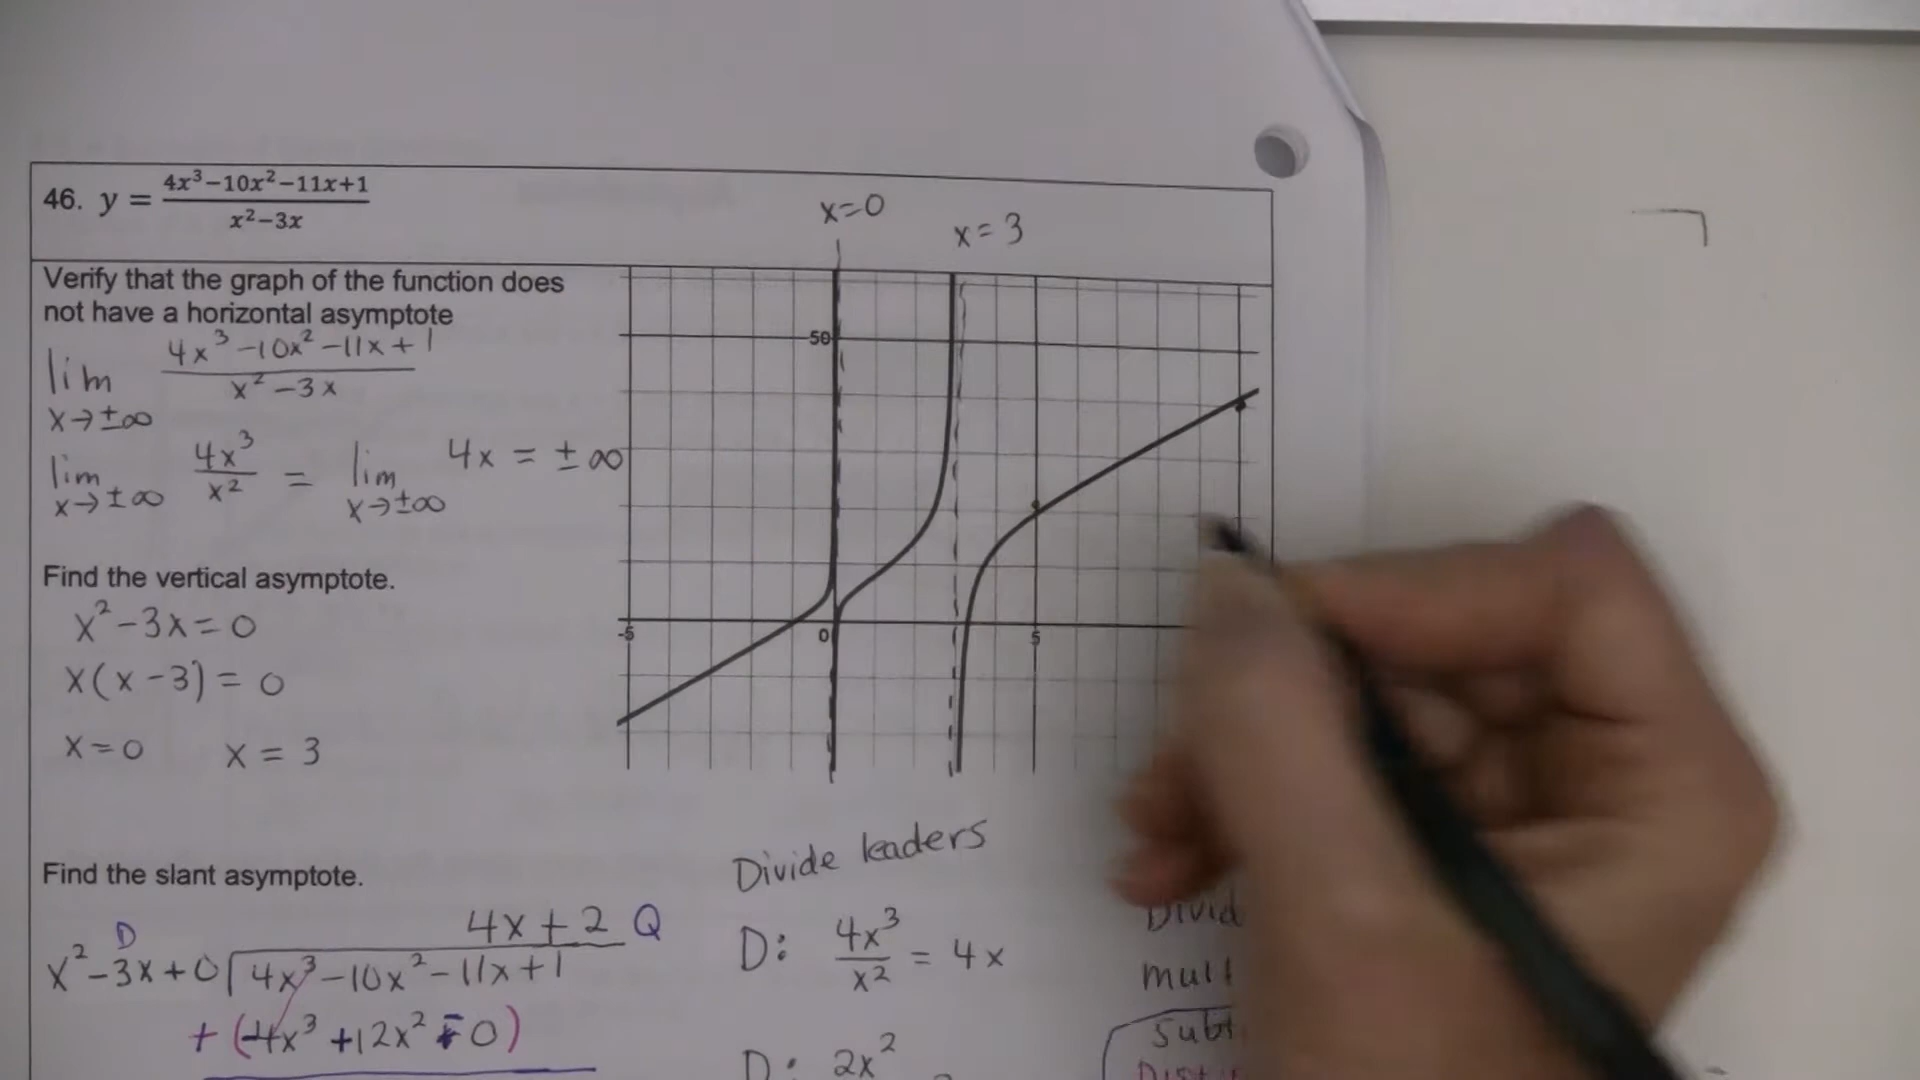 46. y = (4x³−10x²−11x+1)/(x²−3x)
x=0
x=3
Verify that the graph of the function does
not have a horizontal asymptote
lim x→±∞ (4x³−10x²−11x+1)/(x²−3x)
lim x→±∞ 4x³/x² = lim x→±∞ 4x = ±∞
50
-5
0
5
Find the vertical asymptote.
x²−3x=0
x(x−3)=0
x=0 x=3
Find the slant asymptote.
Divide leaders
D
4x+2 Q
x²−3x+0 4x³−10x²−11x+1
D: 4x³/x² = 4x
+(−4x³+12x² 0)
D: 2x²